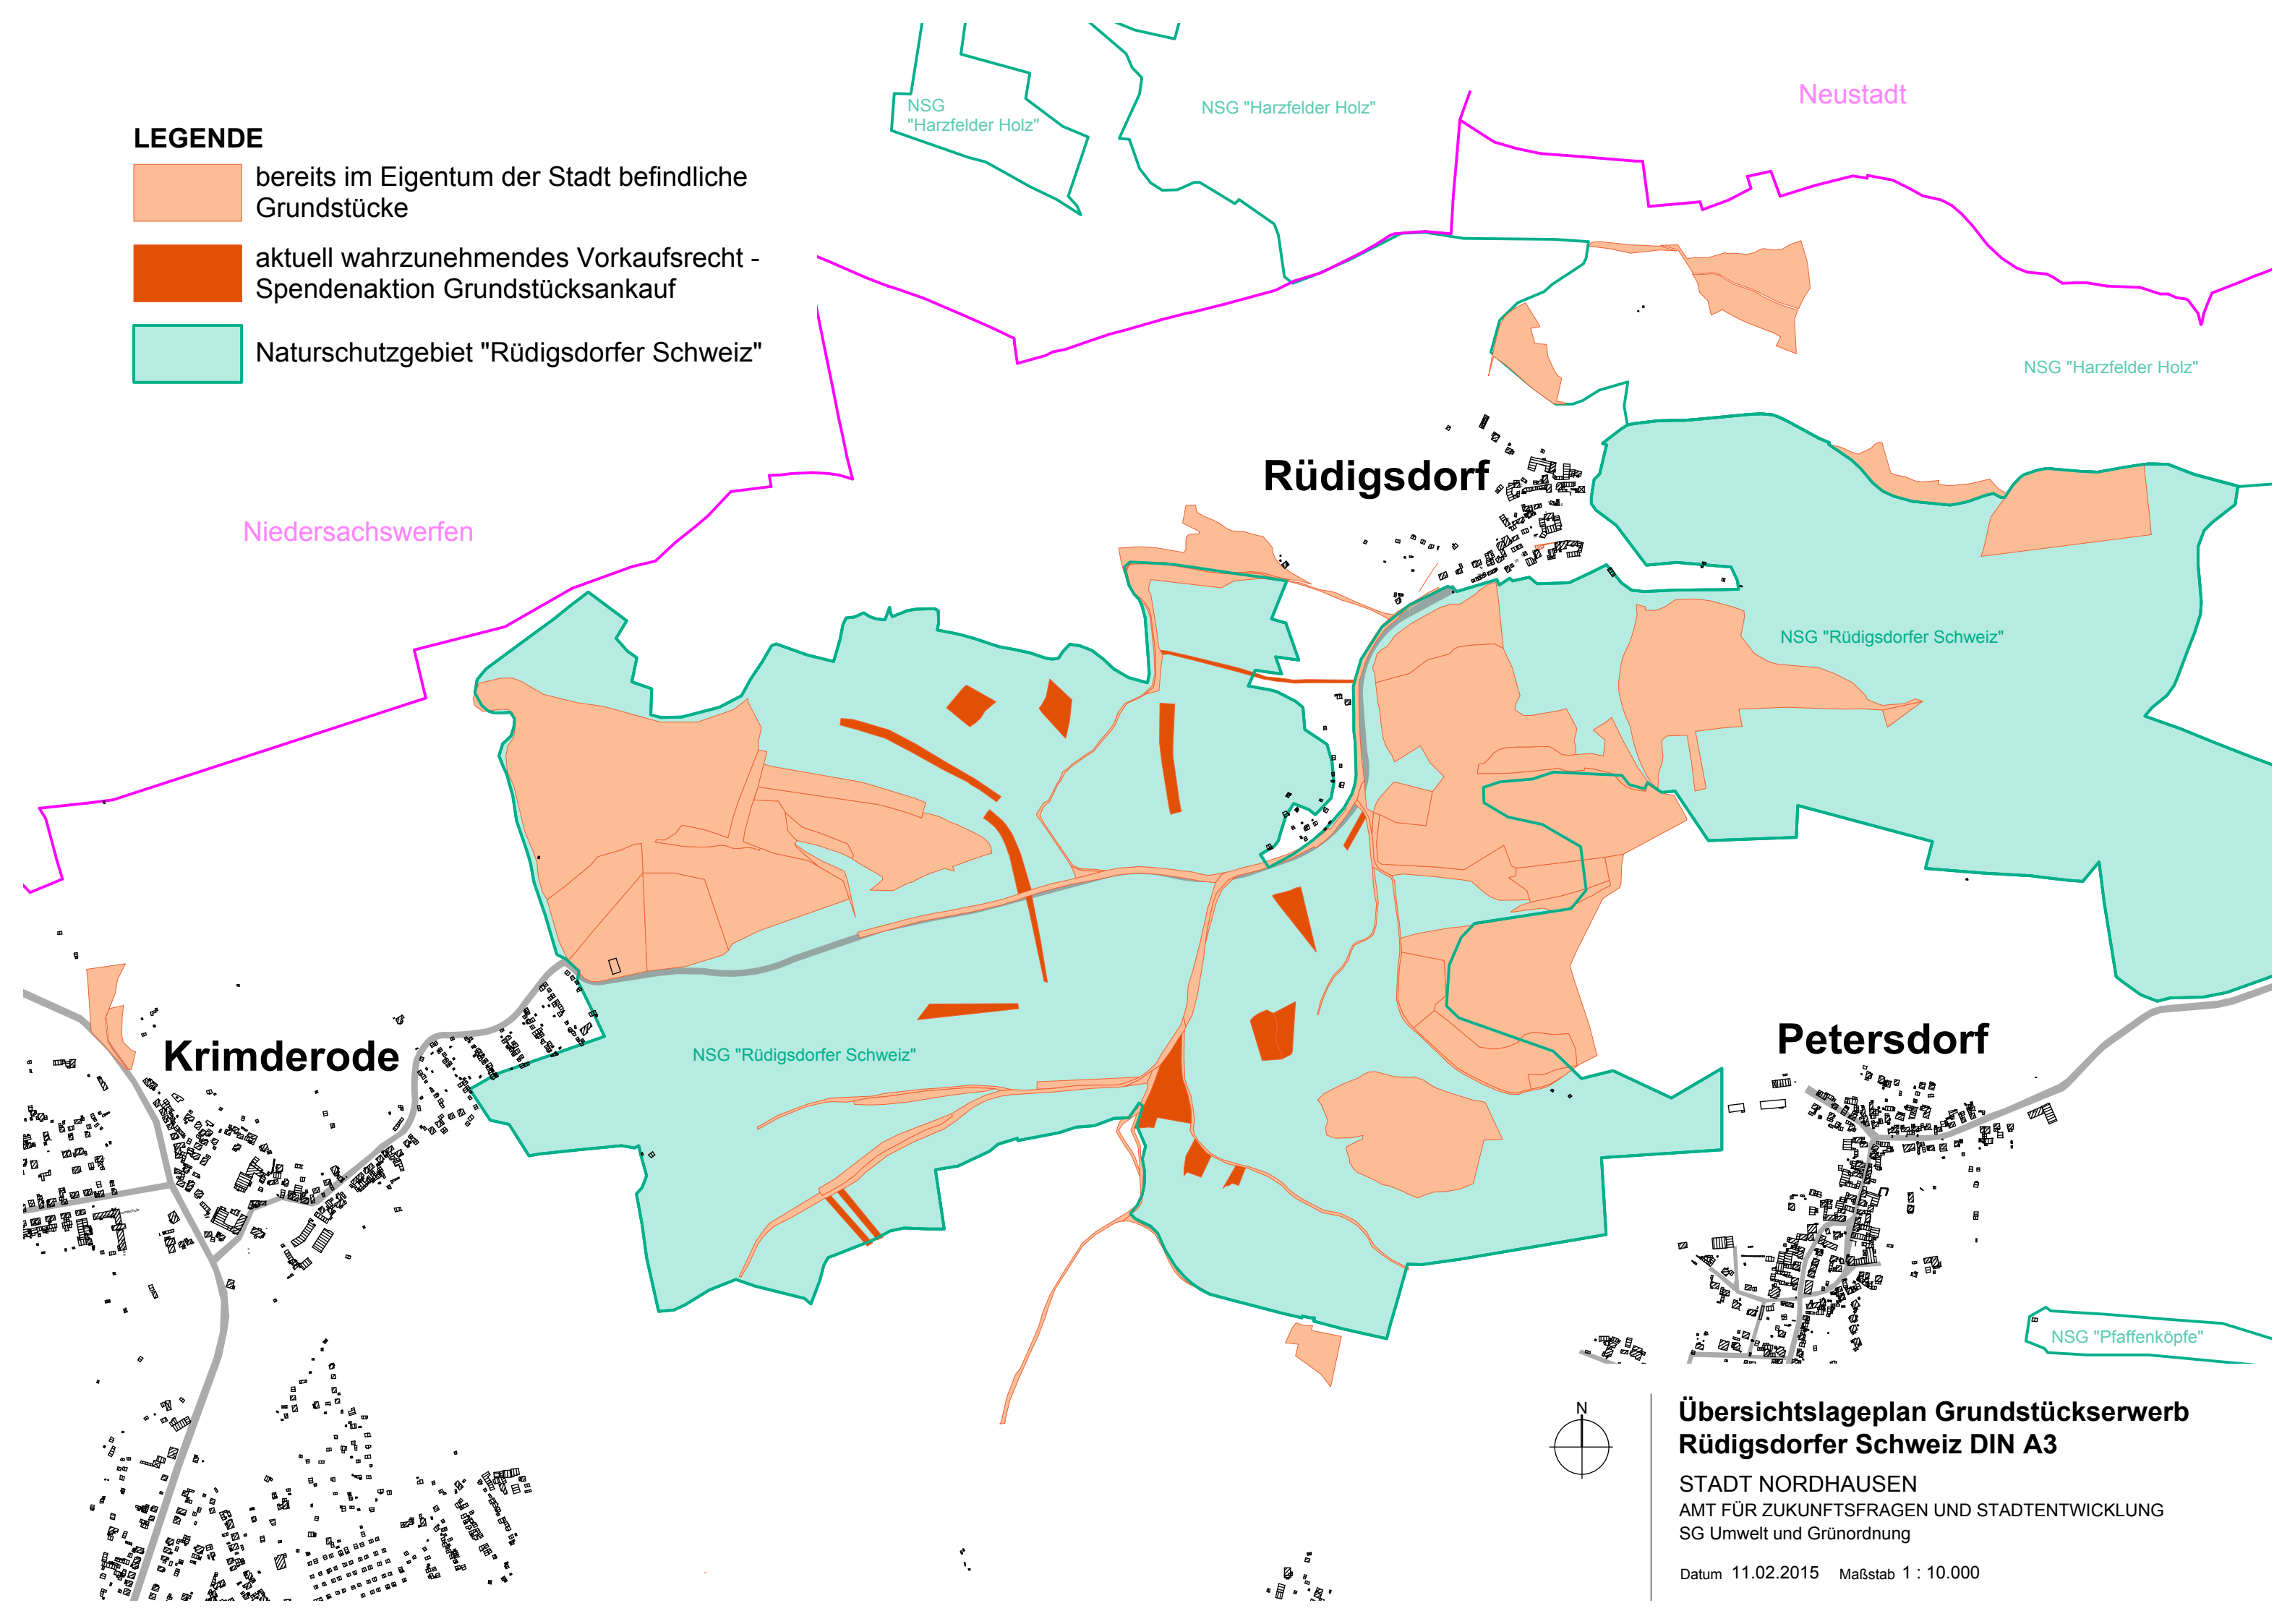 NSG
"Harzfelder Holz"
NSG "Harzfelder Holz"
Neustadt
LEGENDE
bereits im Eigentum der Stadt befindliche
Grundstücke
aktuell wahrzunehmendes Vorkaufsrecht -
Spendenaktion Grundstücksankauf
Naturschutzgebiet "Rüdigsdorfer Schweiz"
NSG "Harzfelder Holz"
Rüdigsdorf
Niedersachswerfen
NSG "Rüdigsdorfer Schweiz"
Krimderode
NSG "Rüdigsdorfer Schweiz"
Petersdorf
NSG "Pfaffenköpfe"
N
Übersichtslageplan Grundstückserwerb
Rüdigsdorfer Schweiz DIN A3
STADT NORDHAUSEN
AMT FÜR ZUKUNFTSFRAGEN UND STADTENTWICKLUNG
SG Umwelt und Grünordnung
Datum 11.02.2015 Maßstab 1 : 10.000